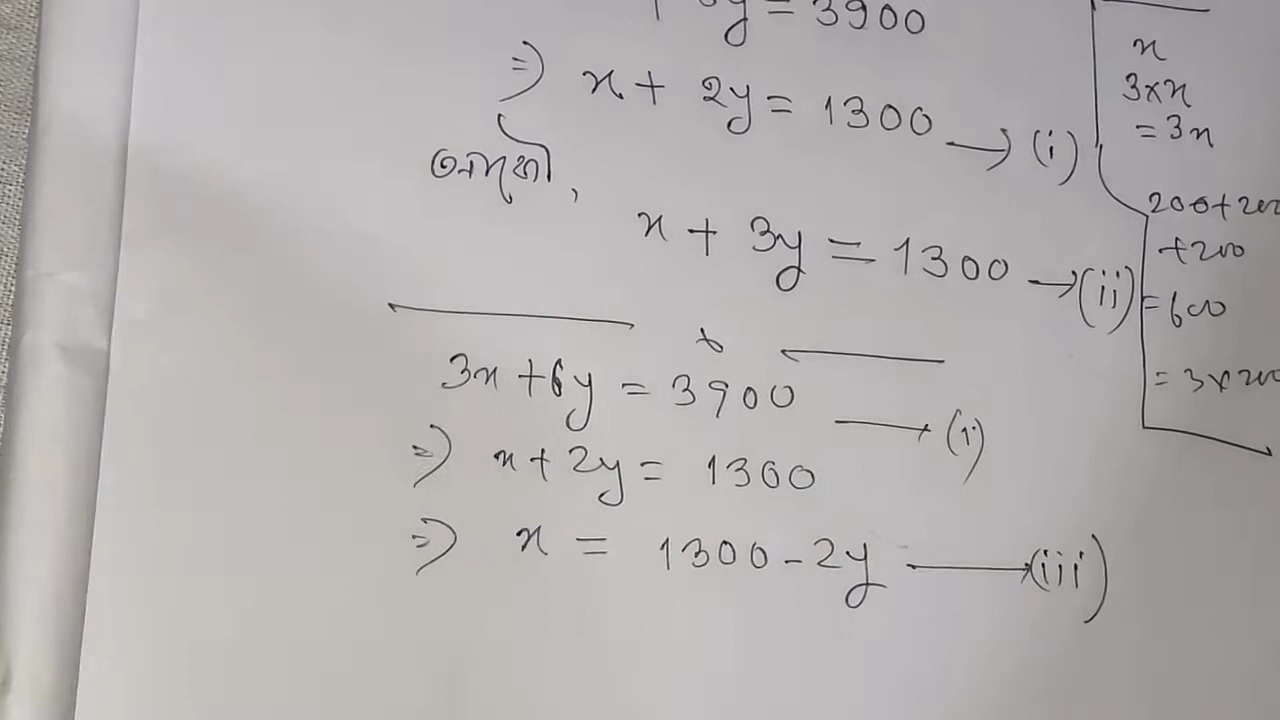 y = 3900
⇒ x + 2y = 1300 → (i)
x + 3y = 1300 → (ii)
3x + 6y = 3900 → (i)
⇒ x + 2y = 1300
⇒ x = 1300 - 2y → (iii)
x
3×x
= 3x
200+200
+200
= 600
= 3×200